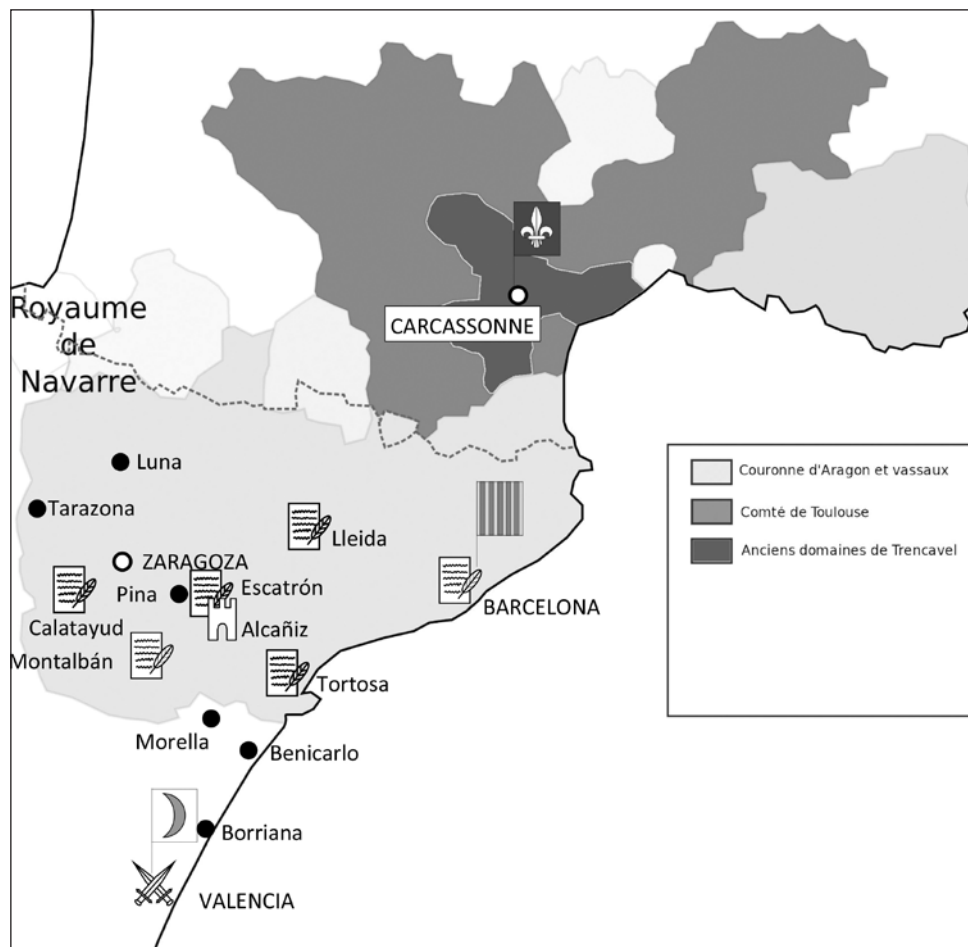 CARCASSONNE
Royaume
de
Navarre
Luna
Tarazona
Lleida
ZARAGOZA
Pina
Escatrón
BARCELONA
Calatayud
Alcañiz
Montalbán
Tortosa
Morella
Benicarlo
Borriana
VALENCIA
Couronne d'Aragon et vassaux
Comté de Toulouse
Anciens domaines de Trencavel